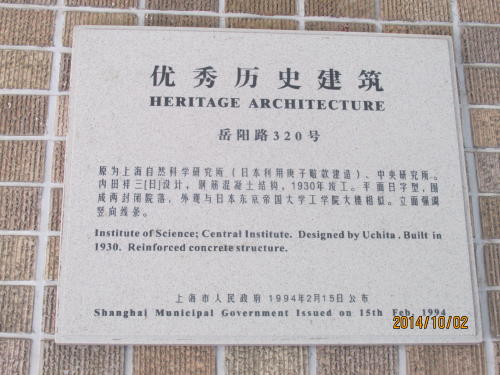 优秀历史建筑
HERITAGE ARCHITECTURE
岳阳路320号
原为上海自然科学研究所（日本利用庚子赔款建造）、中央研究所。
内田祥三[日]设计，钢筋混凝土结构，1930年竣工。平面日字型，围
成两封闭院落，外观与日本东京帝国大学工学院大楼相似。立面强调
竖向线条。
Institute of Science; Central Institute. Designed by Uchita. Built in
1930. Reinforced concrete structure.
上海市人民政府 1994年2月15日公布
Shanghai Municipal Government Issued on 15th Feb. 1994
2014/10/02